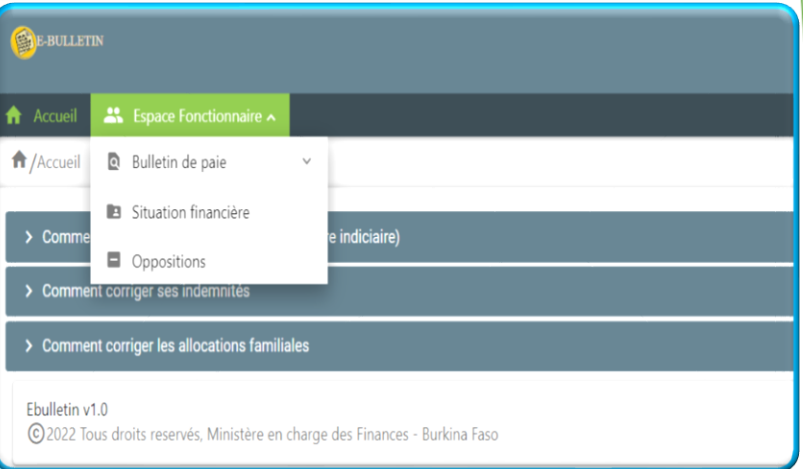 E-BULLETIN
Accueil Espace Fonctionnaire
/Accueil
Bulletin de paie
Situation financière
Oppositions
Comme e indiciaire)
Comment corriger ses indemnités
Comment corriger les allocations familiales
Ebulletin v1.0
©2022 Tous droits reservés, Ministère en charge des Finances - Burkina Faso